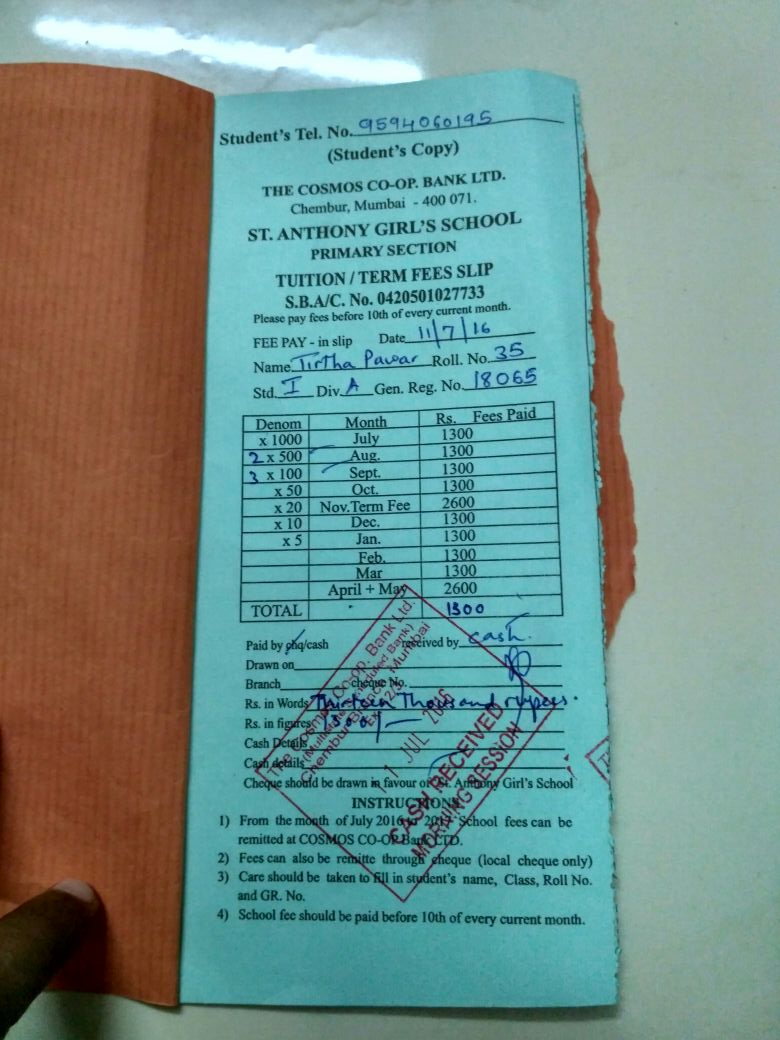 Student's Tel. No. 9594060195
(Student's Copy)
THE COSMOS CO-OP. BANK LTD.
Chembur, Mumbai - 400 071.
ST. ANTHONY GIRL'S SCHOOL
PRIMARY SECTION
TUITION / TERM FEES SLIP
S.B.A/C. No. 0420501027733
Please pay fees before 10th of every current month.
FEE PAY - in slip Date 11/7/16
Name Tirtha Pawar Roll. No. 35
Std. I Div. A Gen. Reg. No. 18065
Denom Month Rs. Fees Paid
x 1000 July 1300
2 x 500 Aug. 1300
3 x 100 Sept. 1300
x 50 Oct. 1300
x 20 Nov.Term Fee 2600
x 10 Dec. 1300
x 5 Jan. 1300
Feb. 1300
Mar 1300
April + May 2600
TOTAL 1300
Paid by chq/cash received by cash.
Drawn on
Branch cheque No.
Rs. in Words Thirteen Thousand rupees.
Rs. in figures 1300/-
Cash Details
Cash details
Cheque should be drawn in favour of St. Anthony Girl's School
INSTRUCTIONS
1) From the month of July 2016 to 2017 School fees can be
remitted at COSMOS CO-OP Bank LTD.
2) Fees can also be remitte through cheque (local cheque only)
3) Care should be taken to fill in student's name, Class, Roll No.
and GR. No.
4) School fee should be paid before 10th of every current month.
The Cosmos Co-op. Bank Ltd.
(Multistate Scheduled Bank)
Chembur Branch, Mumbai
11 JUL 2016
CASH RECEIVED
MORNING SESSION